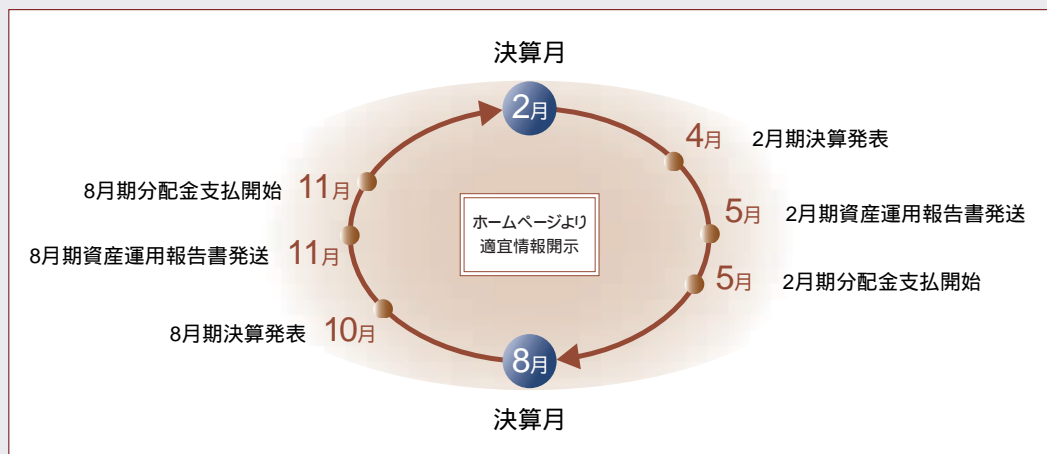 決算月
2月
4月 2月期決算発表
5月 2月期資産運用報告書発送
5月 2月期分配金支払開始
8月
決算月
8月期決算発表 10月
8月期資産運用報告書発送 11月
8月期分配金支払開始 11月
ホームページより
適宜情報開示